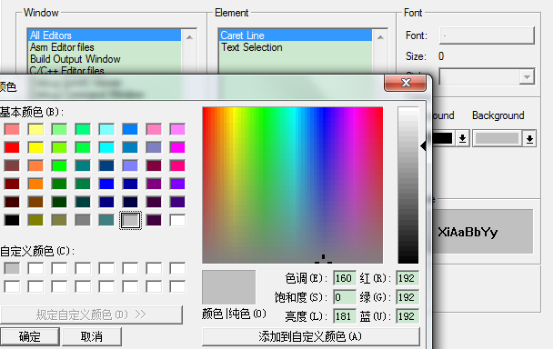 Window
Element
Font
All Editors
Asm Editor files
Build Output Window
C/C++ Editor files
Caret Line
Text Selection
Font:
Size: 0
颜色
基本颜色(B):
Background
XiAaBbYy
自定义颜色(C):
规定自定义颜色(D) >>
确定
取消
颜色|纯色(O)
色调(E): 160 红(R): 192
饱和度(S): 0 绿(G): 192
亮度(L): 181 蓝(U): 192
添加到自定义颜色(A)